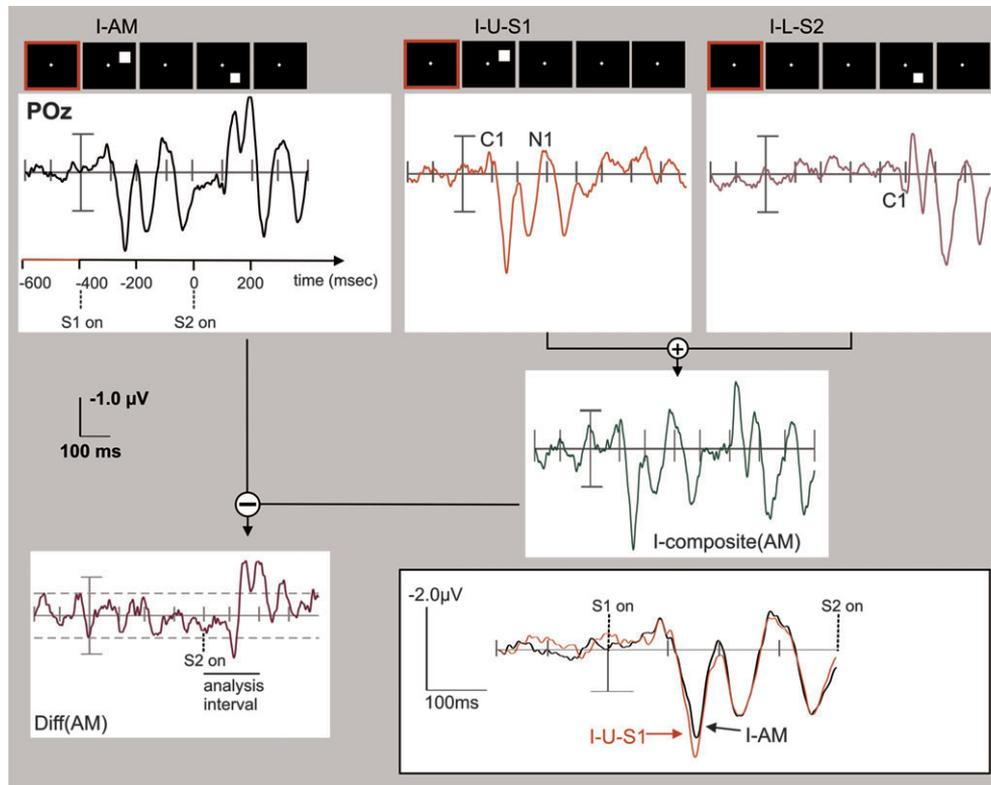 I-AM
I-U-S1
I-L-S2
POz
C1
N1
C1
-600 -400 -200 0 200 time (msec)
S1 on
S2 on
+
-1.0 µV
100 ms
−
I-composite(AM)
S2 on
analysis
interval
Diff(AM)
-2.0µV
100ms
S1 on
S2 on
I-U-S1
I-AM